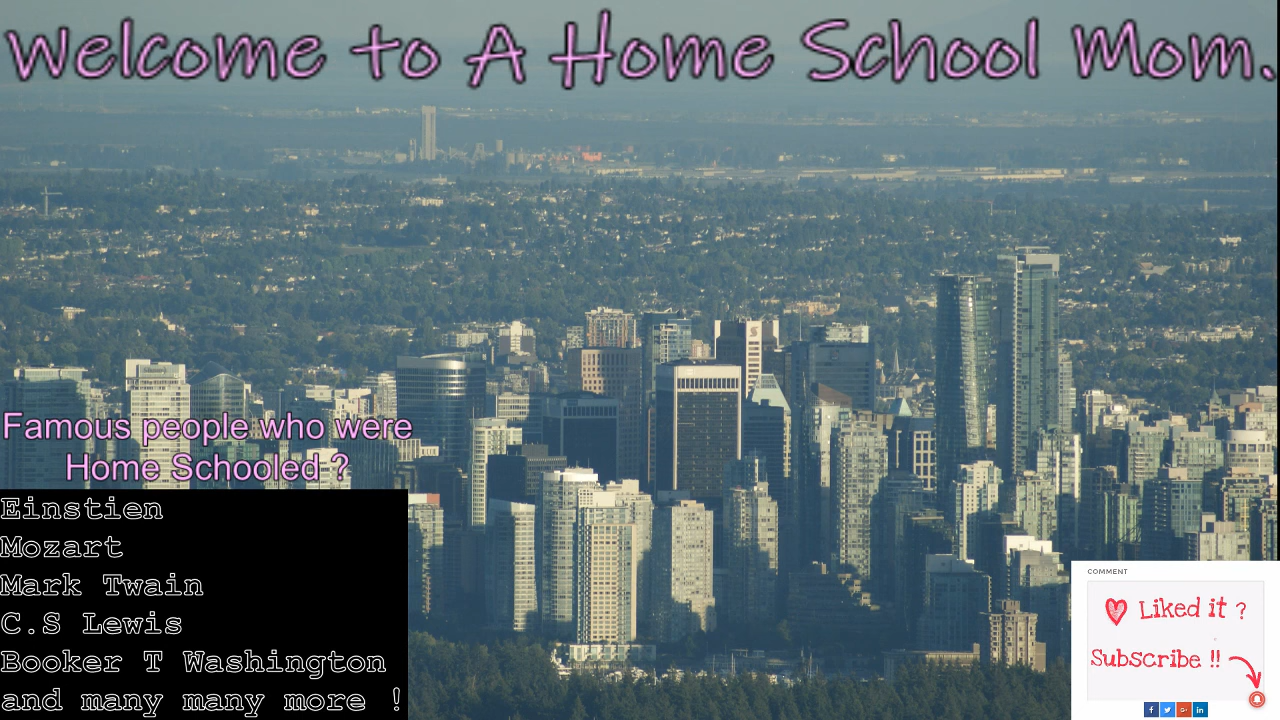 Welcome to A Home School Mom.
Famous people who were
Home Schooled ?
Einstien
Mozart
Mark Twain
C.S Lewis
Booker T Washington
and many many more !
COMMENT
Liked it ?
Subscribe !!